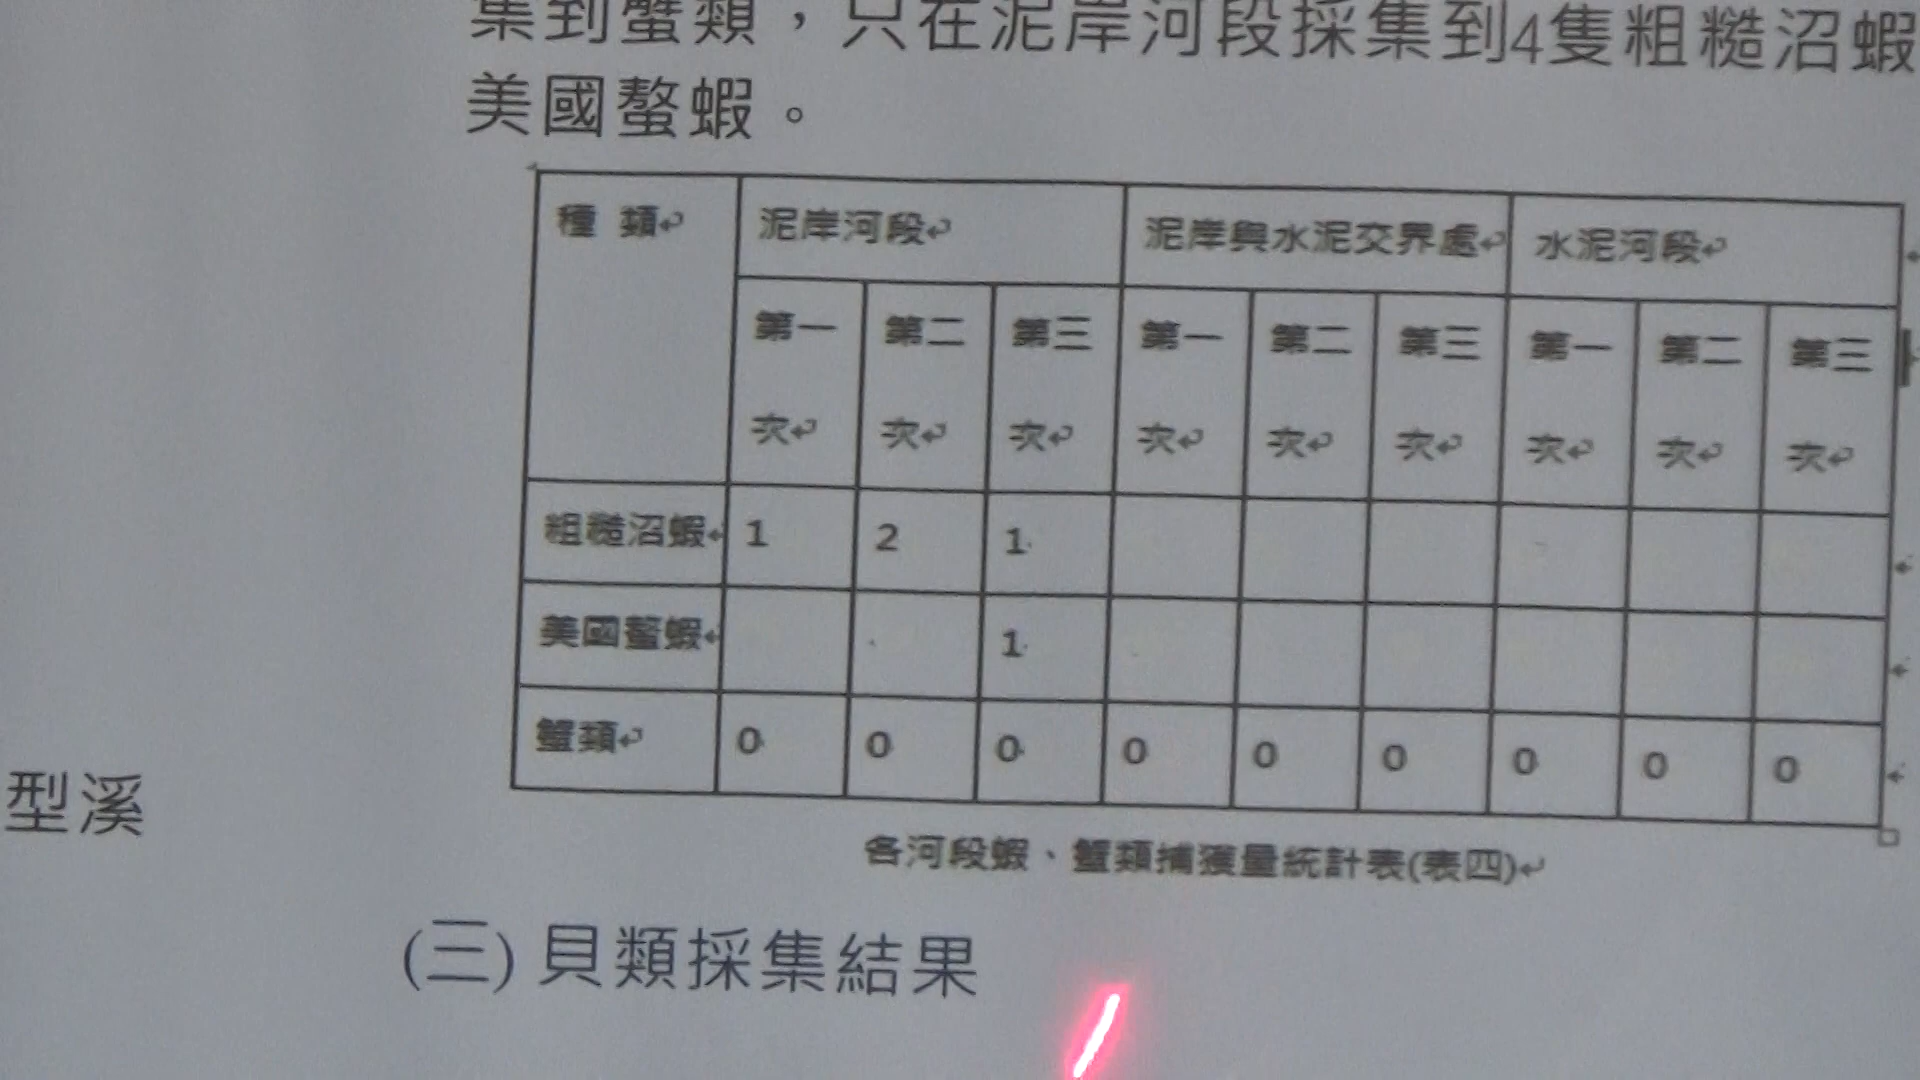 集到蟹類，只在泥岸河段採集到4隻粗糙沼蝦
美國螯蝦。
種 類 泥岸河段 泥岸與水泥交界處 水泥河段
第一次 第二次 第三次 第一次 第二次 第三次 第一次 第二次 第三次
粗糙沼蝦 1 2 1
美國螯蝦 1
蟹類 0 0 0 0 0 0 0 0 0
各河段蝦、蟹類捕獲量統計表(表四)
型溪
(三) 貝類採集結果